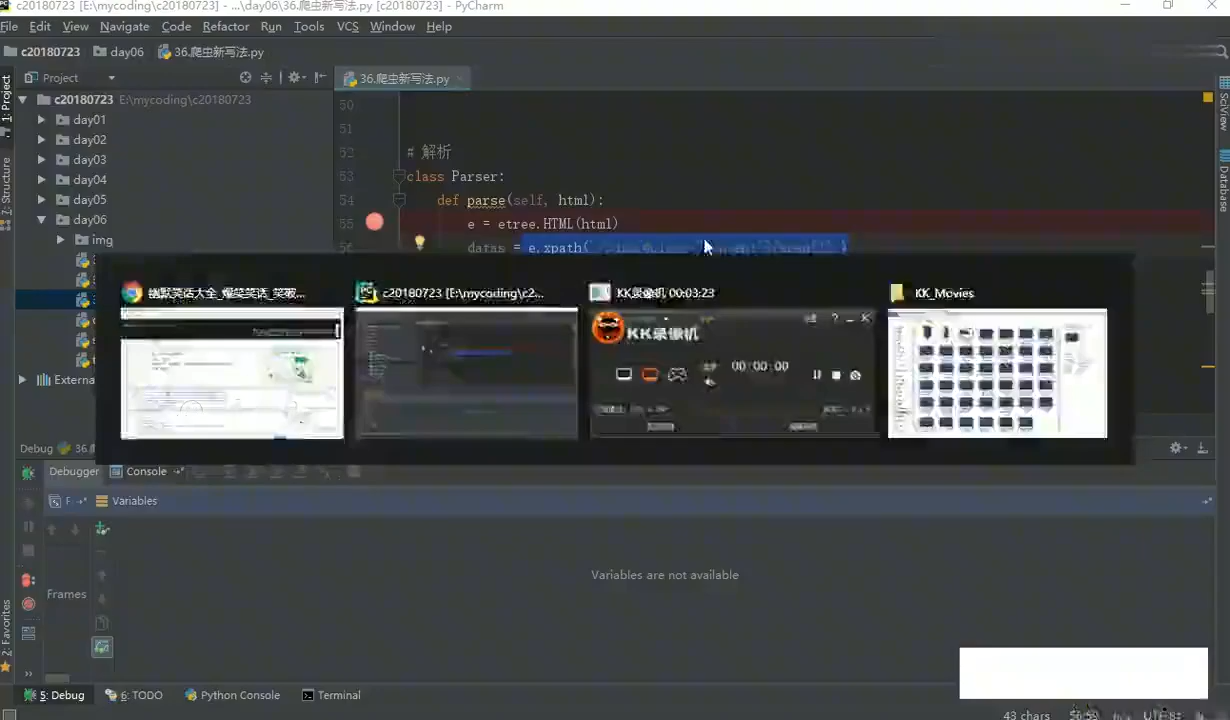 c20180723 [E:\mycoding\c20180723] - ...\day06\36.爬虫新写法.py [c20180723] - PyCharm
File Edit View Navigate Code Refactor Run Tools VCS Window Help
c20180723 day06 36.爬虫新写法.py
Project
36.爬虫新写法.py
1: Project
c20180723 E:\mycoding\c20180723
day01
day02
day03
day04
day05
day06
img
Externa
7: Structure
SciView
Database
50
51
52 # 解析
53 class Parser:
54 def parse(self, html):
55 e = etree.HTML(html)
56 datas = e.xpath(
幽默笑话大全_爆笑笑话_笑破...
c20180723 [E:\mycoding\c2...
KK录像机 00:03:23
KK_Movies
KK录像机
00:00:00
Debug 36.
Debugger Console
F Variables
Frames
Variables are not available
2: Favorites
5: Debug 6: TODO Python Console Terminal
43 chars